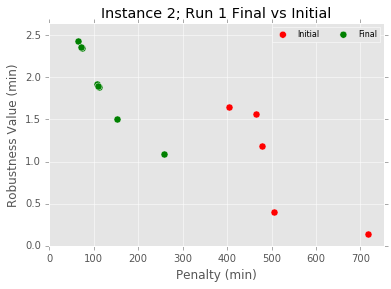 Instance 2; Run 1 Final vs Initial
Initial Final
Robustness Value (min)
2.5
2.0
1.5
1.0
0.5
0.0
0 100 200 300 400 500 600 700
Penalty (min)